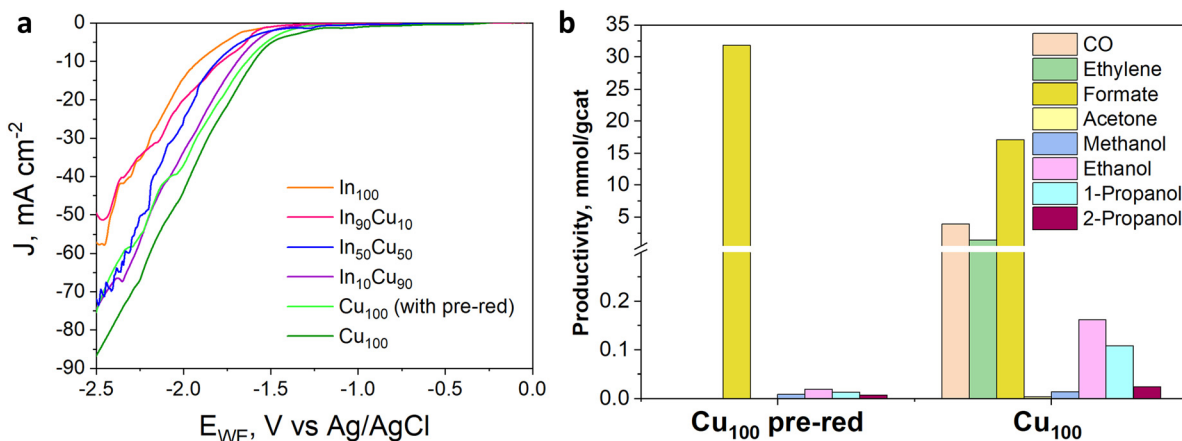 a
0
-10
-20
-30
-40
-50
-60
-70
-80
-90
J, mA cm⁻²
-2.5
-2.0
-1.5
-1.0
-0.5
0.0
E_WE, V vs Ag/AgCl
In₁₀₀
In₉₀Cu₁₀
In₅₀Cu₅₀
In₁₀Cu₉₀
Cu₁₀₀ (with pre-red)
Cu₁₀₀
b
35
30
25
20
15
10
5
0.2
0.1
0.0
Productivity, mmol/gcat
CO
Ethylene
Formate
Acetone
Methanol
Ethanol
1-Propanol
2-Propanol
Cu₁₀₀ pre-red
Cu₁₀₀